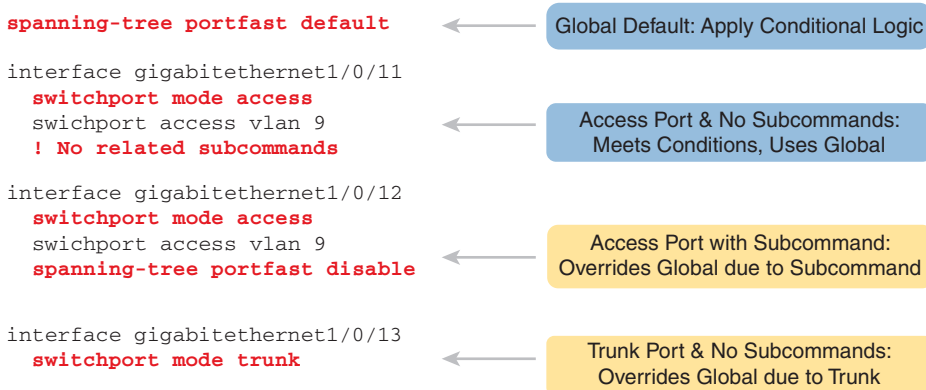 spanning-tree portfast default
Global Default: Apply Conditional Logic
interface gigabitethernet1/0/11
switchport mode access
swichport access vlan 9
! No related subcommands
Access Port & No Subcommands:
Meets Conditions, Uses Global
interface gigabitethernet1/0/12
switchport mode access
swichport access vlan 9
spanning-tree portfast disable
Access Port with Subcommand:
Overrides Global due to Subcommand
interface gigabitethernet1/0/13
switchport mode trunk
Trunk Port & No Subcommands:
Overrides Global due to Trunk